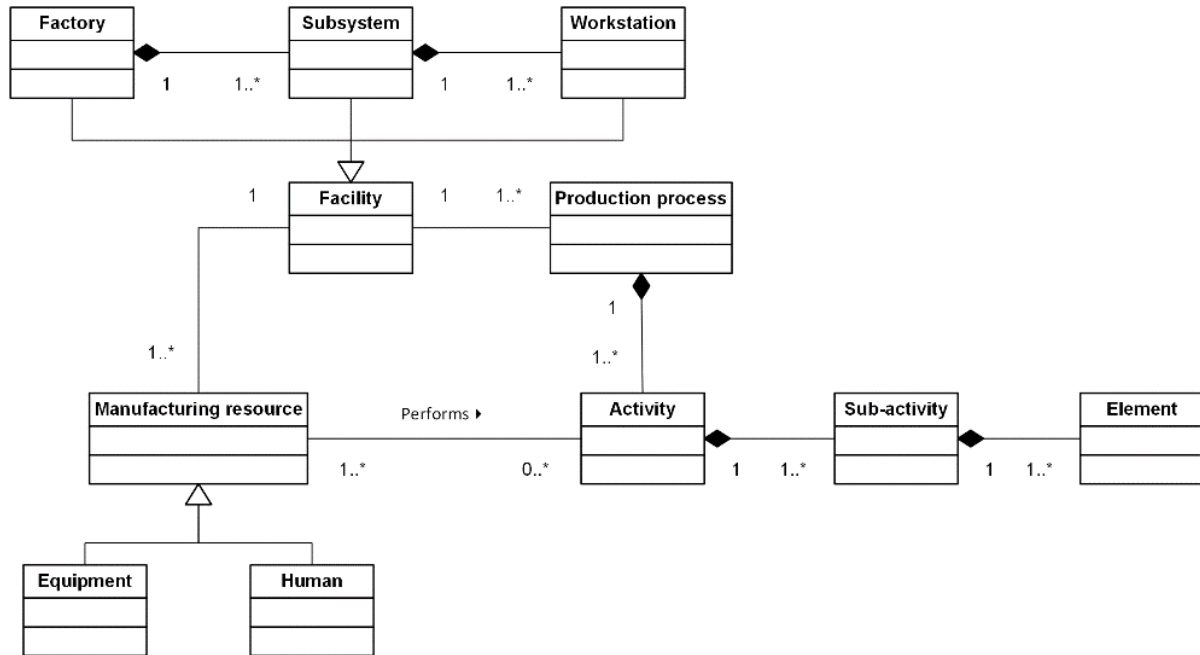 Factory
Subsystem
Workstation
1
1..*
1
1..*
1
Facility
1
1..*
Production process
1
1..*
1..*
Manufacturing resource
Performs
Activity
Sub-activity
Element
1..*
0..*
1
1..*
1
1..*
Equipment
Human